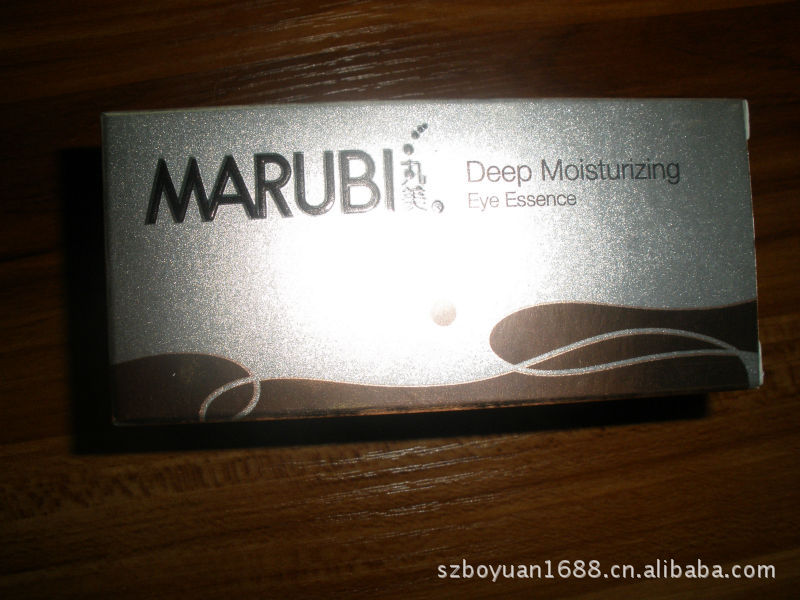 MARUBI 丸美®
Deep Moisturizing
Eye Essence
szboyuan1688.cn.alibaba.com